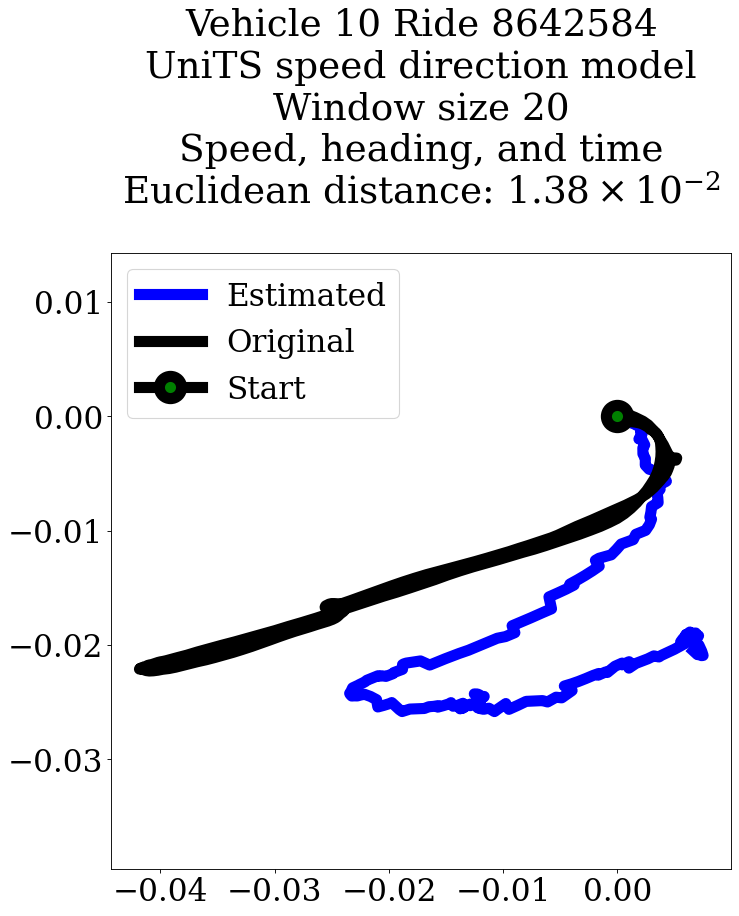 Vehicle 10 Ride 8642584
UniTS speed direction model
Window size 20
Speed, heading, and time
Euclidean distance: 1.38 × 10⁻²
Estimated
Original
Start
0.01
0.00
−0.01
−0.02
−0.03
−0.04 −0.03 −0.02 −0.01 0.00